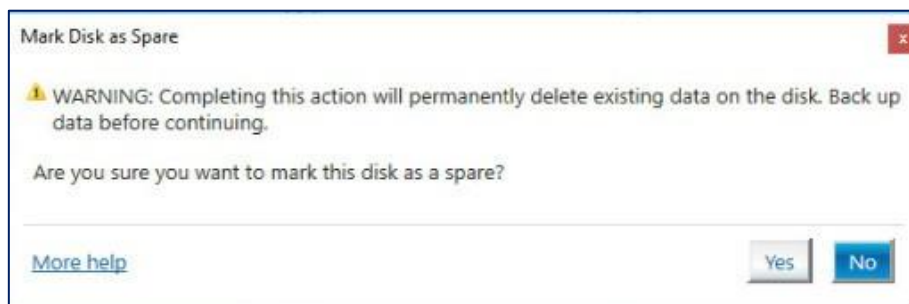 Mark Disk as Spare
x
WARNING: Completing this action will permanently delete existing data on the disk. Back up
data before continuing.
Are you sure you want to mark this disk as a spare?
More help
Yes
No